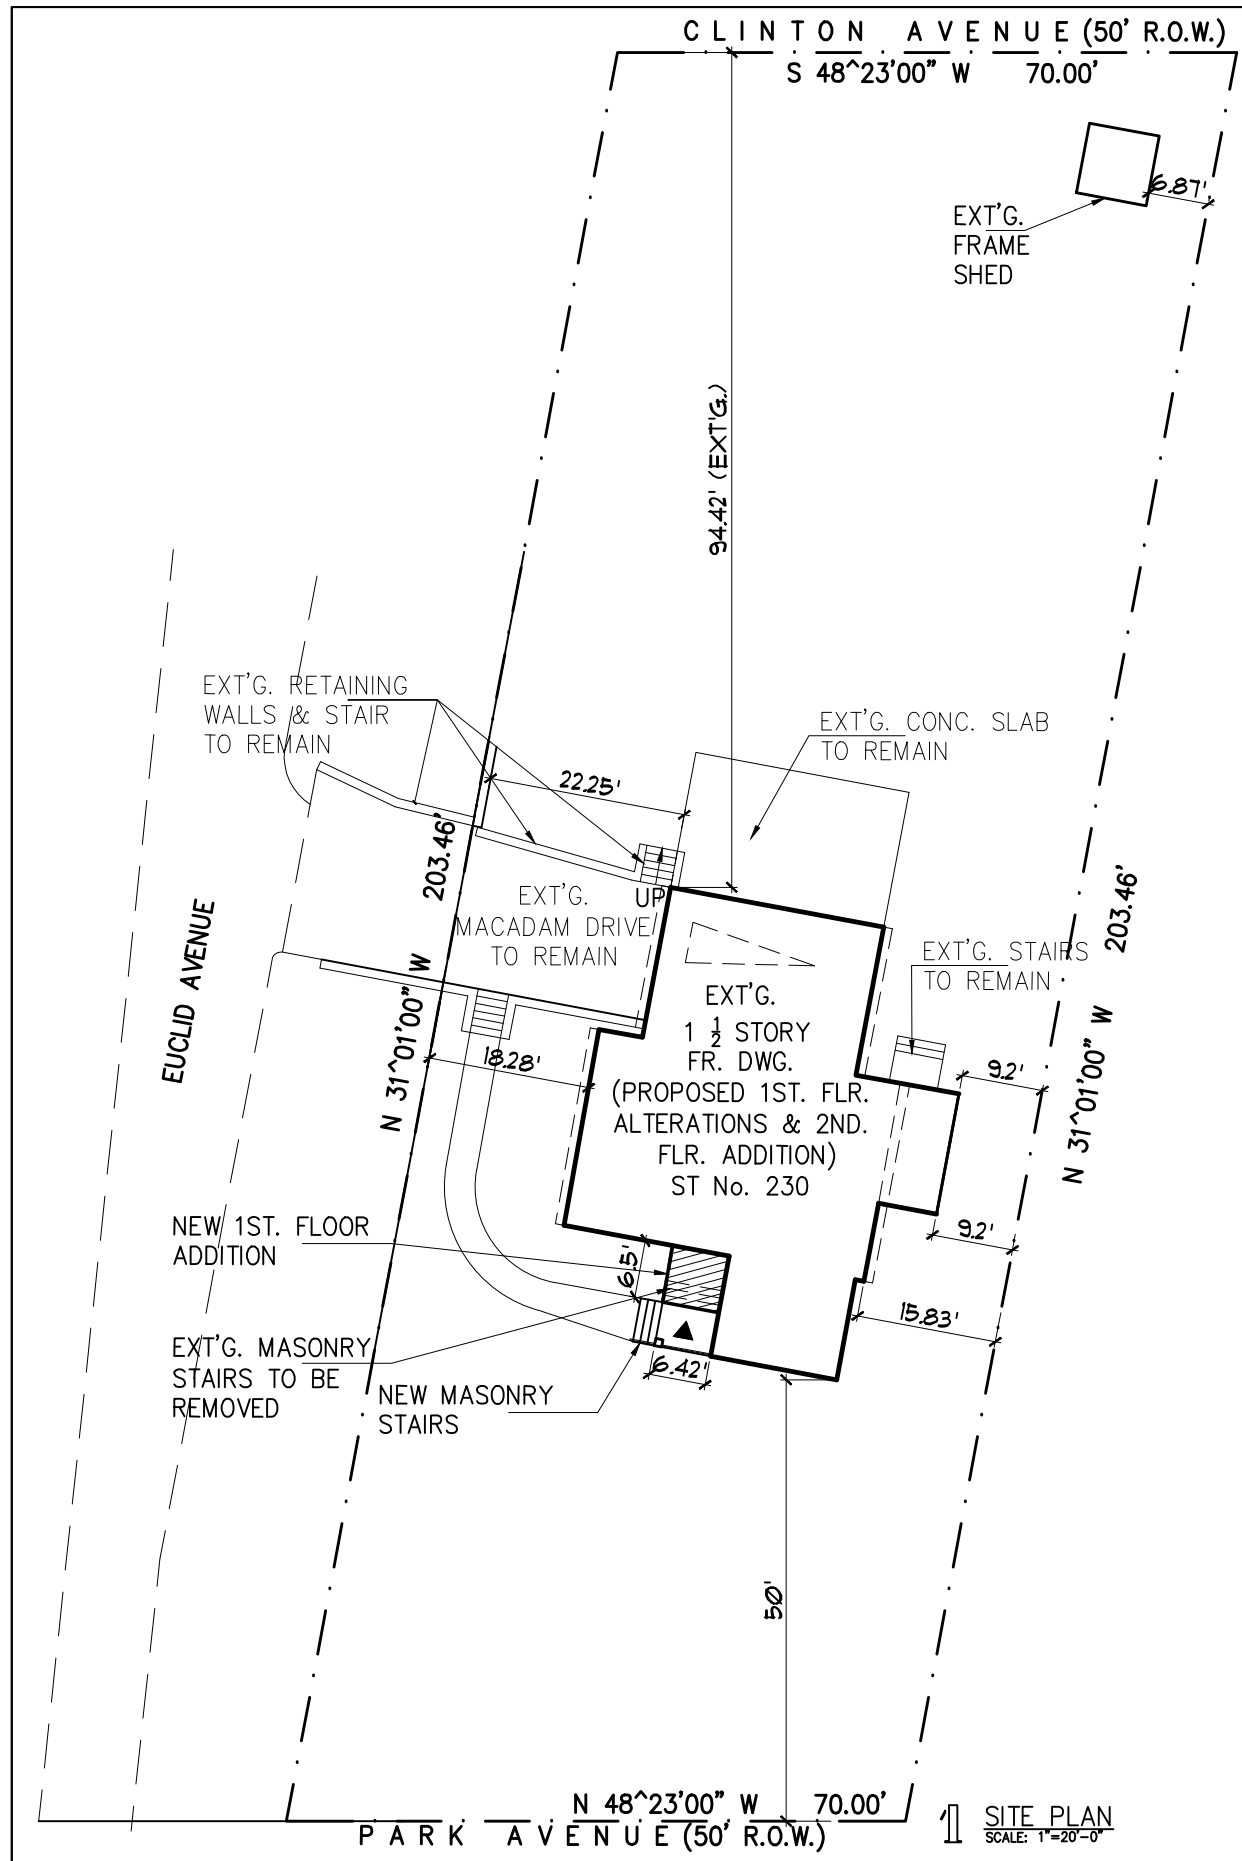 CLINTON AVENUE (50' R.O.W.)
S 48^23'00" W 70.00'
6.87'
EXT'G.
FRAME
SHED
94.42' (EXT'G.)
EXT'G. RETAINING
WALLS & STAIR
TO REMAIN
EXT'G. CONC. SLAB
TO REMAIN
22.25'
203.46'
N 31^01'00" W
UP
EXT'G.
MACADAM DRIVE
TO REMAIN
EUCLID AVENUE
EXT'G. STAIRS
TO REMAIN
203.46'
N 31^01'00" W
EXT'G.
1 1/2 STORY
FR. DWG.
(PROPOSED 1ST. FLR.
ALTERATIONS & 2ND.
FLR. ADDITION)
ST No. 230
18.28'
9.2'
9.2'
NEW 1ST. FLOOR
ADDITION
6.5'
15.83'
EXT'G. MASONRY
STAIRS TO BE
REMOVED
6.42'
NEW MASONRY
STAIRS
50'
N 48^23'00" W 70.00'
PARK AVENUE (50' R.O.W.)
1 SITE PLAN
SCALE: 1"=20'-0"